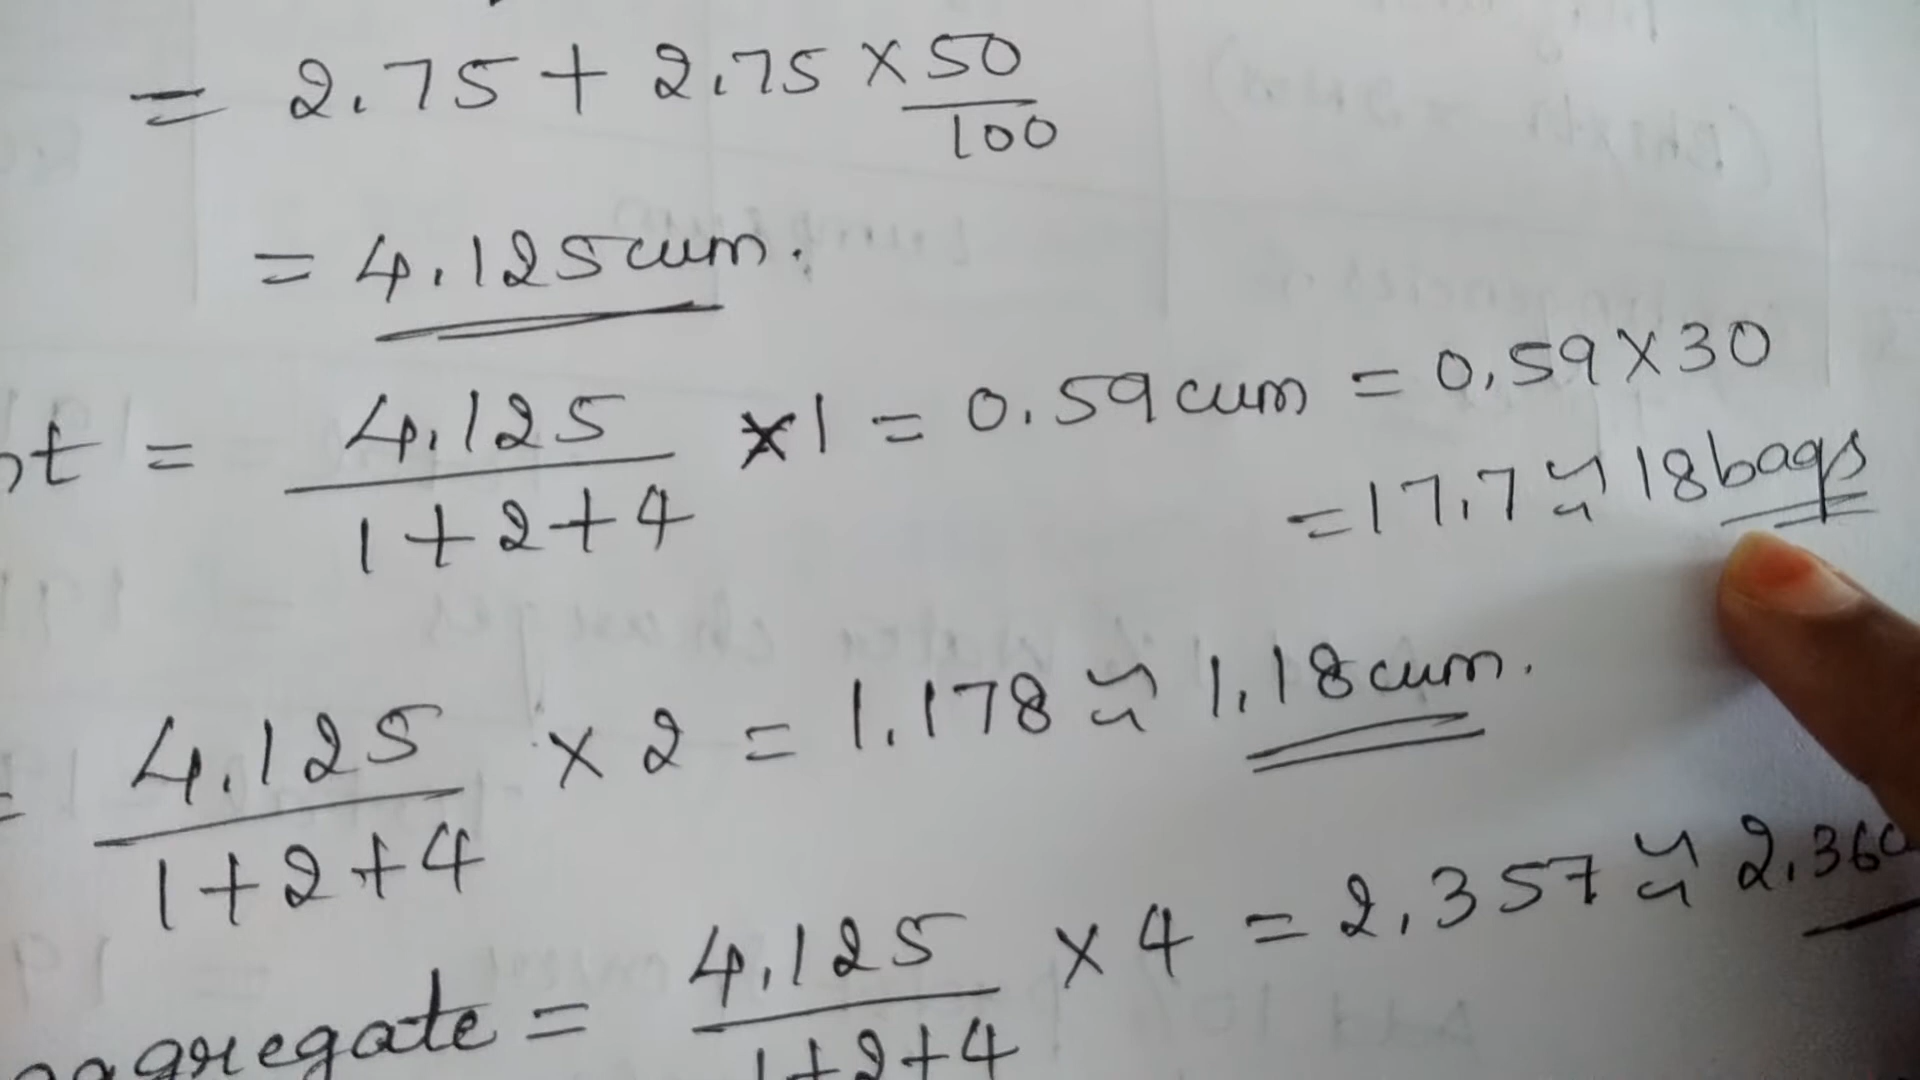 = 2.75 + 2.75 × 50/100
= 4.125 cum.
t = 4.125/1+2+4 × 1 = 0.59 cum = 0.59 × 30
= 17.7 ≈ 18 bags
= 4.125/1+2+4 × 2 = 1.178 ≈ 1.18 cum.
aggregate = 4.125/1+2+4 × 4 = 2.357 ≈ 2.36